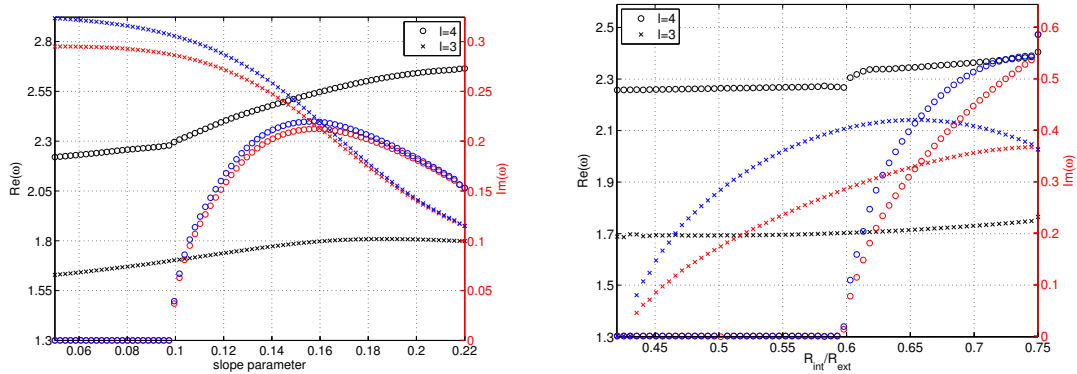 l=4
l=3
2.8
2.55
2.3
2.05
1.8
1.55
1.3
Re(ω)
0.3
0.25
0.2
0.15
0.1
0.05
0
Im(ω)
0.06 0.08 0.1 0.12 0.14 0.16 0.18 0.2 0.22
slope parameter
l=4
l=3
2.5
2.3
2.1
1.9
1.7
1.5
1.3
Re(ω)
0.6
0.5
0.4
0.3
0.2
0.1
0
Im(ω)
0.45 0.5 0.55 0.6 0.65 0.7 0.75
R_int/R_ext